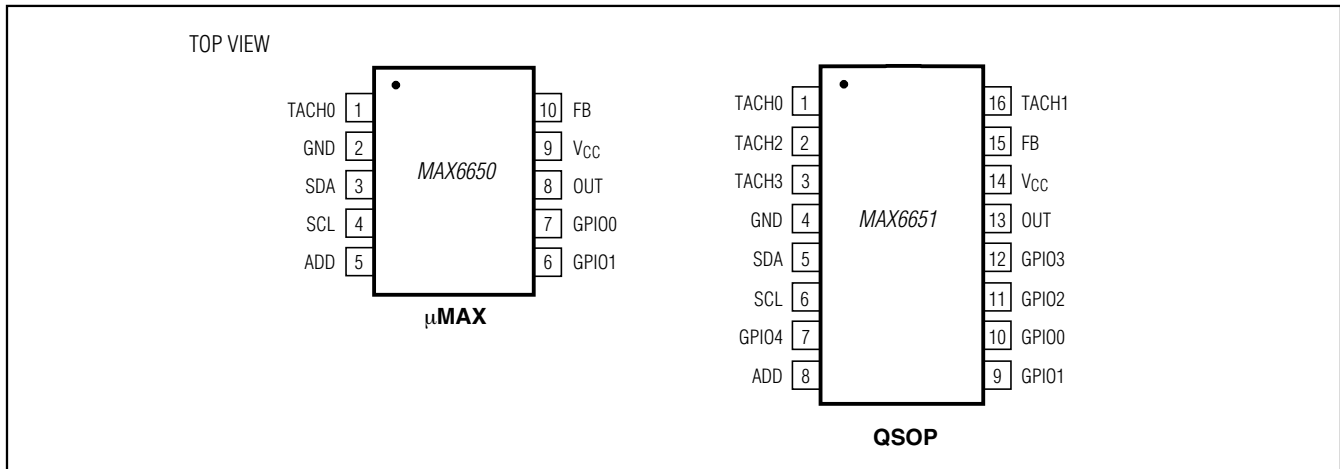 TOP VIEW
TACH0 1
GND 2
SDA 3
SCL 4
ADD 5
MAX6650
10 FB
9 VCC
8 OUT
7 GPIO0
6 GPIO1
μMAX
TACH0 1
TACH2 2
TACH3 3
GND 4
SDA 5
SCL 6
GPIO4 7
ADD 8
MAX6651
16 TACH1
15 FB
14 VCC
13 OUT
12 GPIO3
11 GPIO2
10 GPIO0
9 GPIO1
QSOP